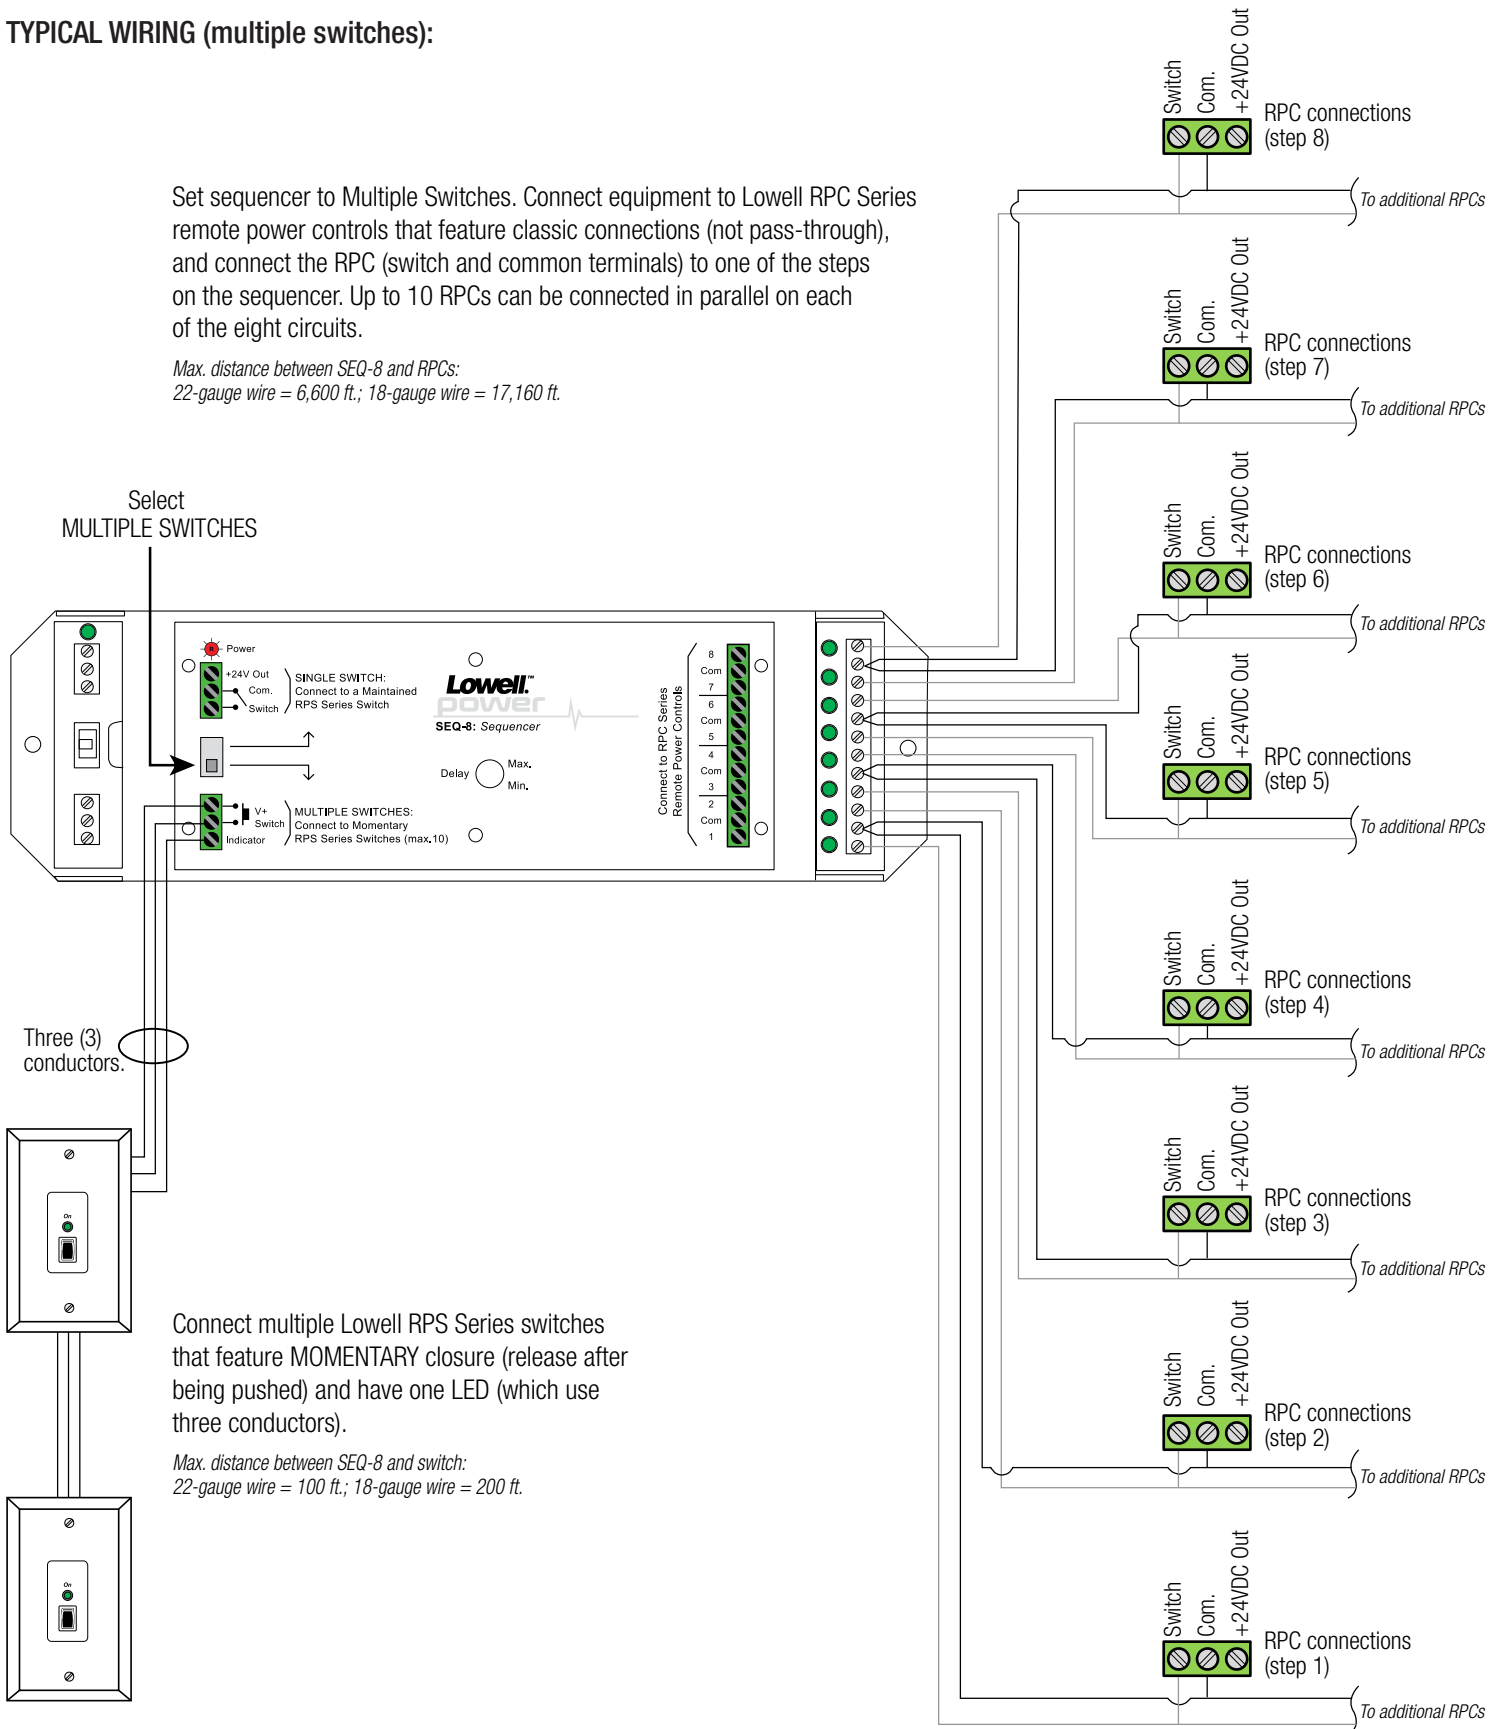 TYPICAL WIRING (multiple switches):
Set sequencer to Multiple Switches. Connect equipment to Lowell RPC Series
remote power controls that feature classic connections (not pass-through),
and connect the RPC (switch and common terminals) to one of the steps
on the sequencer. Up to 10 RPCs can be connected in parallel on each
of the eight circuits.
Max. distance between SEQ-8 and RPCs:
22-gauge wire = 6,600 ft.; 18-gauge wire = 17,160 ft.
Select
MULTIPLE SWITCHES
Power
+24V Out
Com.
Switch
SINGLE SWITCH:
Connect to a Maintained
RPS Series Switch
V+
Switch
Indicator
MULTIPLE SWITCHES:
Connect to Momentary
RPS Series Switches (max.10)
Lowell™
power
SEQ-8: Sequencer
Delay
Max.
Min.
Connect to RPC Series
Remote Power Controls
8
Com
7
6
Com
5
4
Com
3
2
Com
1
Three (3)
conductors.
On
On
Connect multiple Lowell RPS Series switches
that feature MOMENTARY closure (release after
being pushed) and have one LED (which use
three conductors).
Max. distance between SEQ-8 and switch:
22-gauge wire = 100 ft.; 18-gauge wire = 200 ft.
Switch
Com.
+24VDC Out
RPC connections
(step 8)
To additional RPCs
Switch
Com.
+24VDC Out
RPC connections
(step 7)
To additional RPCs
Switch
Com.
+24VDC Out
RPC connections
(step 6)
To additional RPCs
Switch
Com.
+24VDC Out
RPC connections
(step 5)
To additional RPCs
Switch
Com.
+24VDC Out
RPC connections
(step 4)
To additional RPCs
Switch
Com.
+24VDC Out
RPC connections
(step 3)
To additional RPCs
Switch
Com.
+24VDC Out
RPC connections
(step 2)
To additional RPCs
Switch
Com.
+24VDC Out
RPC connections
(step 1)
To additional RPCs